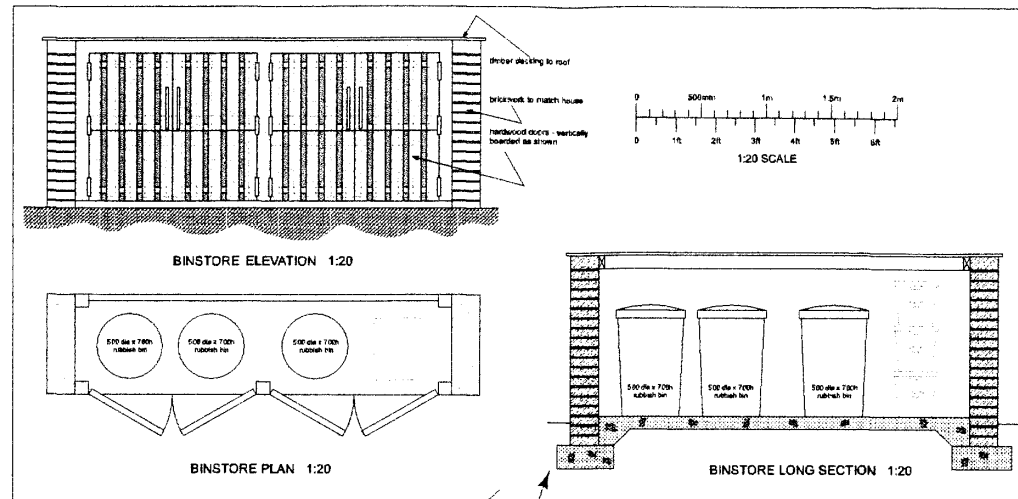 timber decking to roof
brickwork to match house
hardwood doors - vertically
boarded as shown
0 500mm 1m 1.5m 2m
0 1ft 2ft 3ft 4ft 5ft 6ft
1:20 SCALE
BINSTORE ELEVATION 1:20
500 dia x 700h
rubbish bin
500 dia x 700h
rubbish bin
500 dia x 700h
rubbish bin
BINSTORE PLAN 1:20
500 dia x 700h
rubbish bin
500 dia x 700h
rubbish bin
500 dia x 700h
rubbish bin
BINSTORE LONG SECTION 1:20